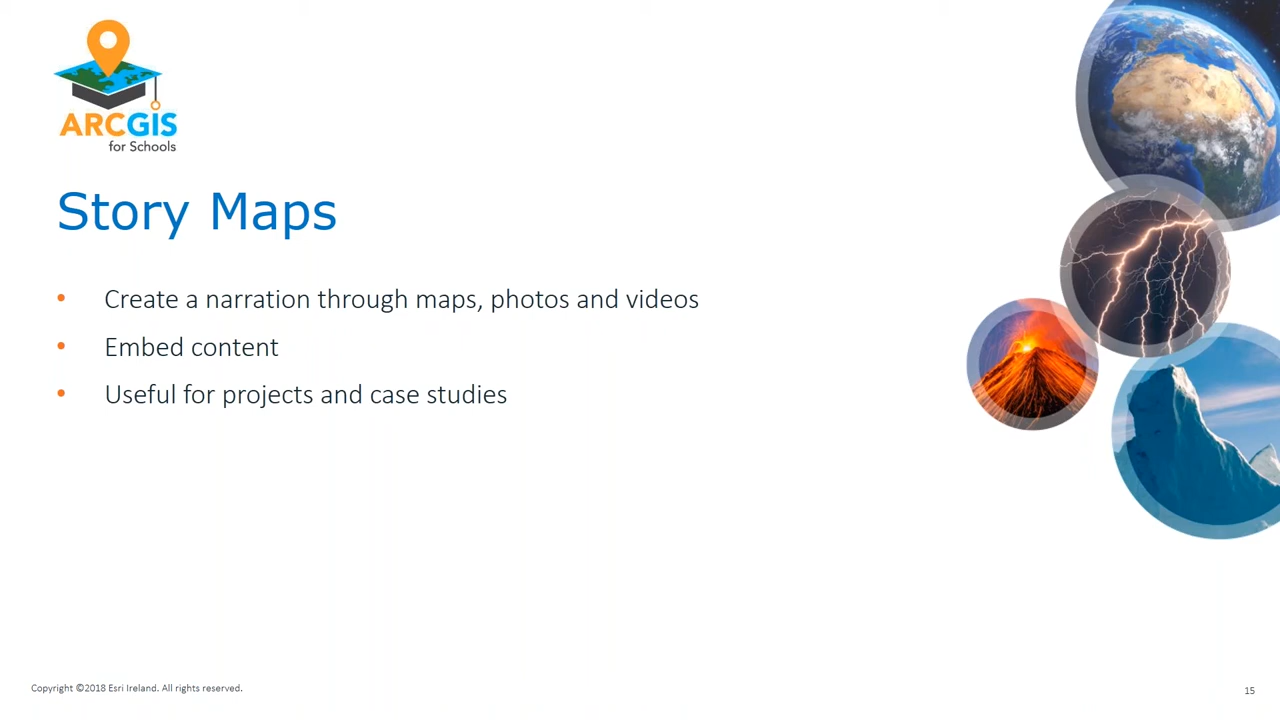 ARCGIS
for Schools
Story Maps
• Create a narration through maps, photos and videos
• Embed content
• Useful for projects and case studies
Copyright ©2018 Esri Ireland. All rights reserved.
15